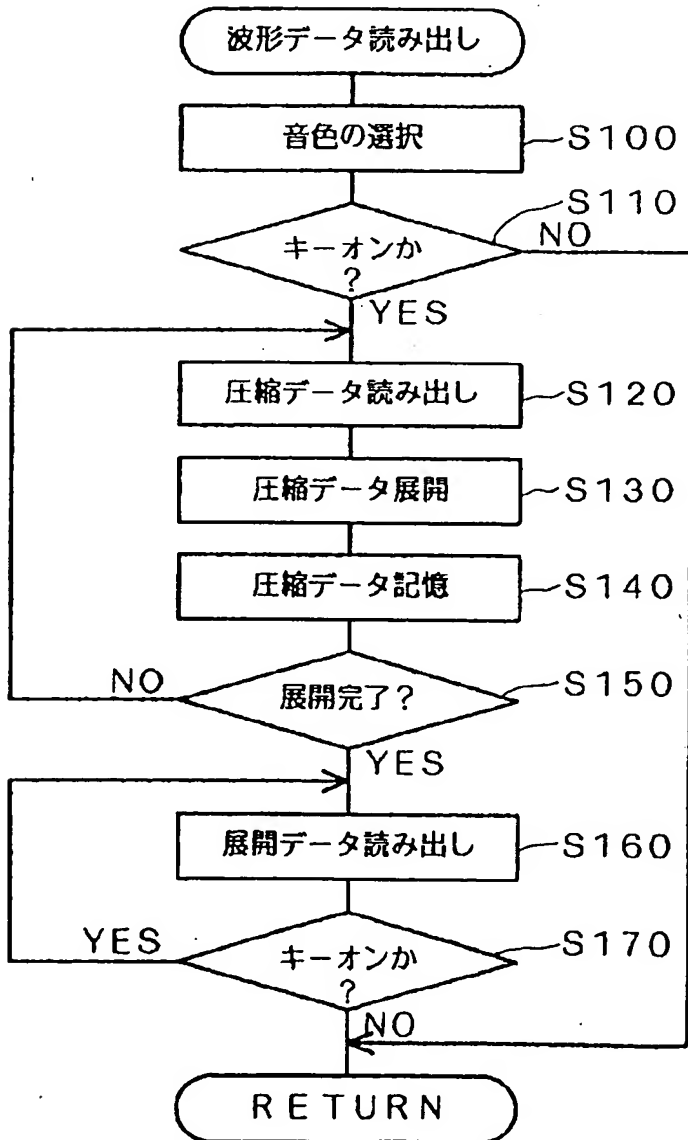 波形データ読み出し
音色の選択
S100
S110
キーオンか
?
NO
YES
圧縮データ読み出し
S120
圧縮データ展開
S130
圧縮データ記憶
S140
展開完了?
S150
NO
YES
展開データ読み出し
S160
キーオンか
?
S170
YES
NO
RETURN